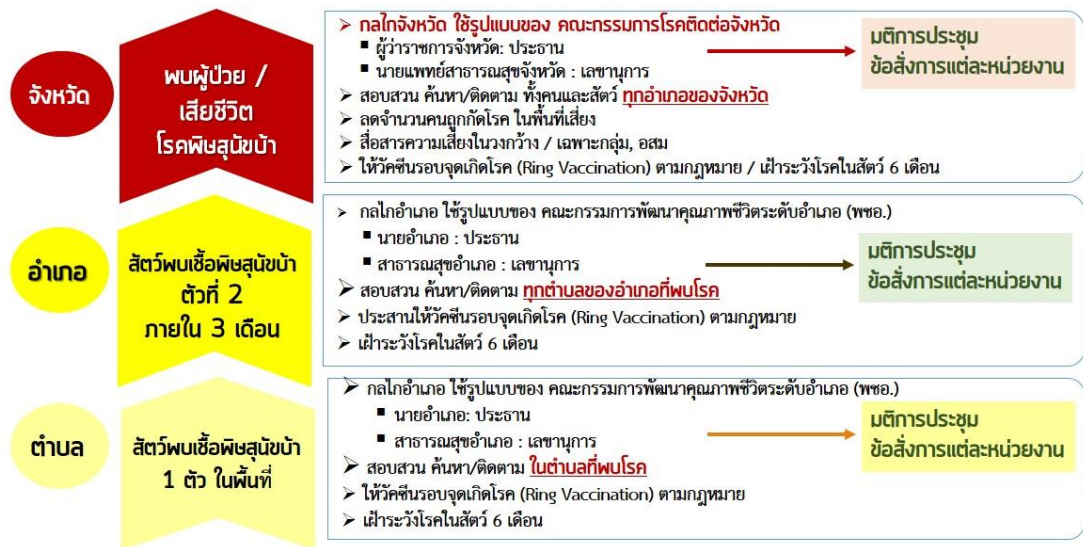 จังหวัด
พบผู้ป่วย /
เสียชีวิต
โรคพิษสุนัขบ้า
➢ กลไกจังหวัด ใช้รูปแบบของ คณะกรรมการโรคติดต่อจังหวัด
▪ ผู้ว่าราชการจังหวัด: ประธาน
▪ นายแพทย์สาธารณสุขจังหวัด : เลขานุการ
➢ สอบสวน ค้นหา/ติดตาม ทั้งคนและสัตว์ ทุกอำเภอของจังหวัด
➢ ลดจำนวนคนถูกกัดโรค ในพื้นที่เสี่ยง
➢ สื่อสารความเสี่ยงในวงกว้าง / เฉพาะกลุ่ม, อสม
➢ ให้วัคซีนรอบจุดเกิดโรค (Ring Vaccination) ตามกฎหมาย / เฝ้าระวังโรคในสัตว์ 6 เดือน
มติการประชุม
ข้อสั่งการแต่ละหน่วยงาน
อำเภอ
สัตว์พบเชื้อพิษสุนัขบ้า
ตัวที่ 2
ภายใน 3 เดือน
➢ กลไกอำเภอ ใช้รูปแบบของ คณะกรรมการพัฒนาคุณภาพชีวิตระดับอำเภอ (พชอ.)
▪ นายอำเภอ : ประธาน
▪ สาธารณสุขอำเภอ : เลขานุการ
➢ สอบสวน ค้นหา/ติดตาม ทุกตำบลของอำเภอที่พบโรค
➢ ประสานให้วัคซีนรอบจุดเกิดโรค (Ring Vaccination) ตามกฎหมาย
➢ เฝ้าระวังโรคในสัตว์ 6 เดือน
มติการประชุม
ข้อสั่งการแต่ละหน่วยงาน
ตำบล
สัตว์พบเชื้อพิษสุนัขบ้า
1 ตัว ในพื้นที่
➢ กลไกอำเภอ ใช้รูปแบบของ คณะกรรมการพัฒนาคุณภาพชีวิตระดับอำเภอ (พชอ.)
▪ นายอำเภอ: ประธาน
▪ สาธารณสุขอำเภอ : เลขานุการ
➢ สอบสวน ค้นหา/ติดตาม ในตำบลที่พบโรค
➢ ให้วัคซีนรอบจุดเกิดโรค (Ring Vaccination) ตามกฎหมาย
➢ เฝ้าระวังโรคในสัตว์ 6 เดือน
มติการประชุม
ข้อสั่งการแต่ละหน่วยงาน